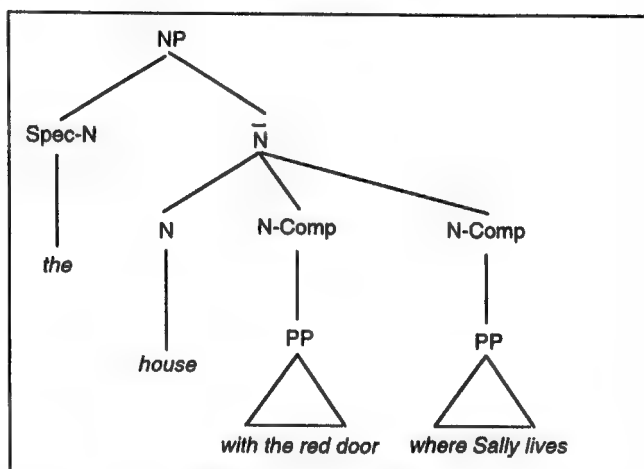 NP
Spec-N N̄
N N-Comp N-Comp
the
PP PP
house
with the red door where Sally lives